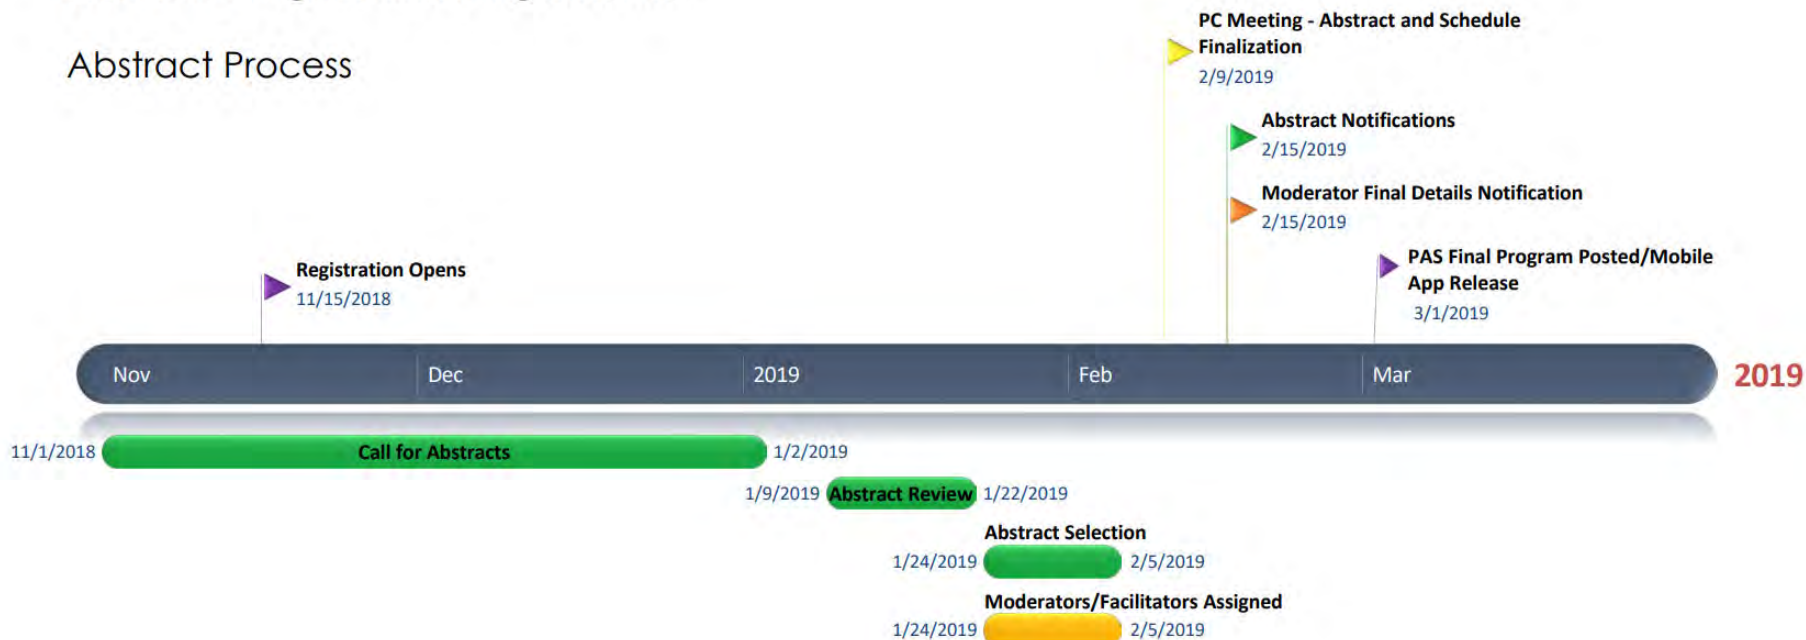 Abstract Process
PC Meeting - Abstract and Schedule
Finalization
2/9/2019
Abstract Notifications
2/15/2019
Moderator Final Details Notification
2/15/2019
Registration Opens
11/15/2018
PAS Final Program Posted/Mobile
App Release
3/1/2019
Nov Dec 2019 Feb Mar 2019
11/1/2018 Call for Abstracts 1/2/2019
1/9/2019 Abstract Review 1/22/2019
Abstract Selection
1/24/2019 2/5/2019
Moderators/Facilitators Assigned
1/24/2019 2/5/2019